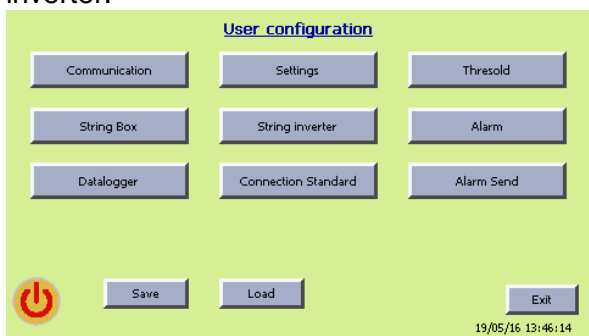 inverter.
User configuration
Communication Settings Thresold
String Box String inverter Alarm
Datalogger Connection Standard Alarm Send
Save Load Exit
19/05/16 13:46:14